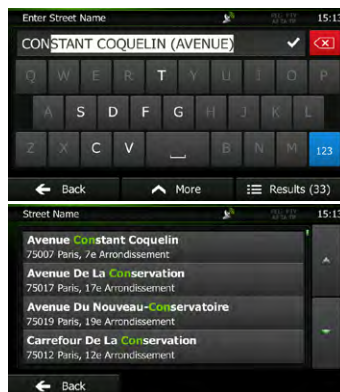 Enter Street Name 15:13
CONSTANT COQUELIN (AVENUE)
Q W E R T Y U I O P
A S D F G H J K L
Z X C V B N M 123
Back More Results (33)
Street Name 15:13
Avenue Constant Coquelin
75007 Paris, 7e Arrondissement
Avenue De La Conservation
75017 Paris, 17e Arrondissement
Avenue Du Nouveau-Conservatoire
75019 Paris, 19e Arrondissement
Carrefour De La Conservation
75012 Paris, 12e Arrondissement
Back